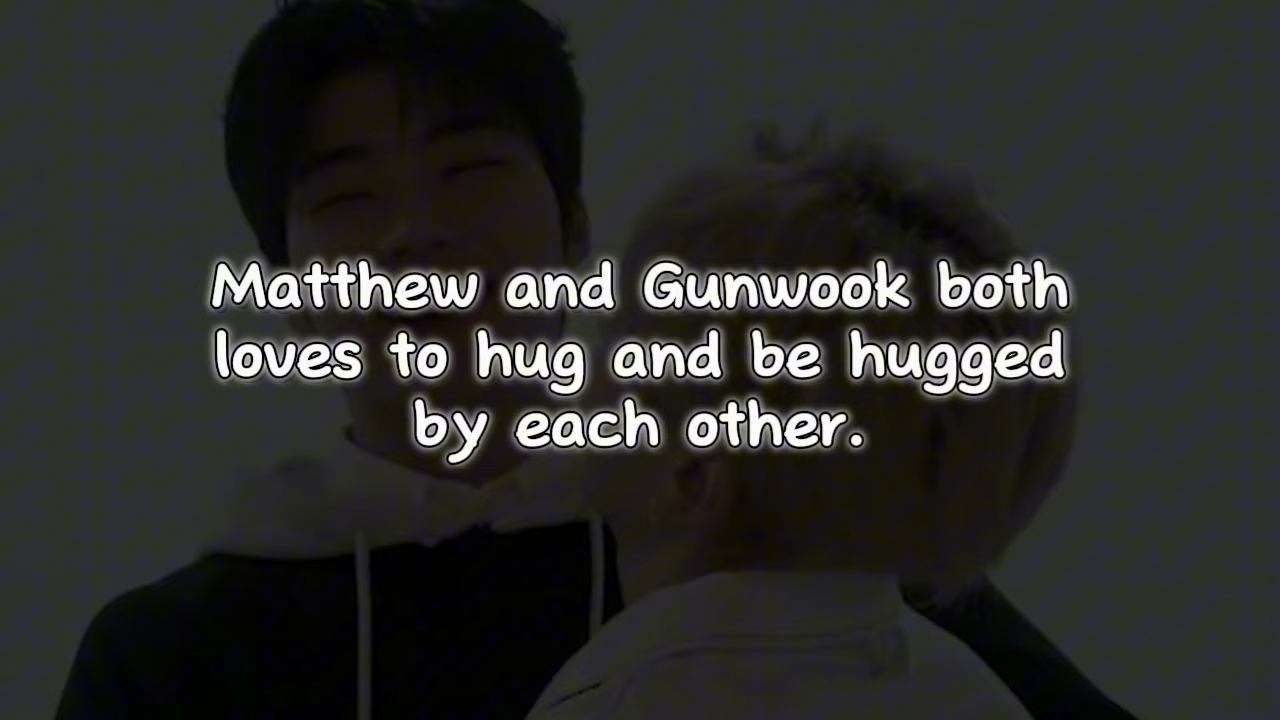 Matthew and Gunwook both
loves to hug and be hugged
by each other.